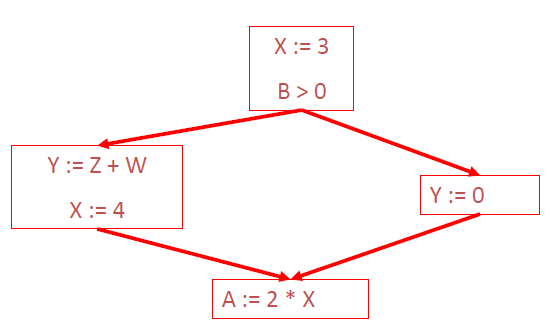 X := 3
B > 0
Y := Z + W
X := 4
Y := 0
A := 2 * X